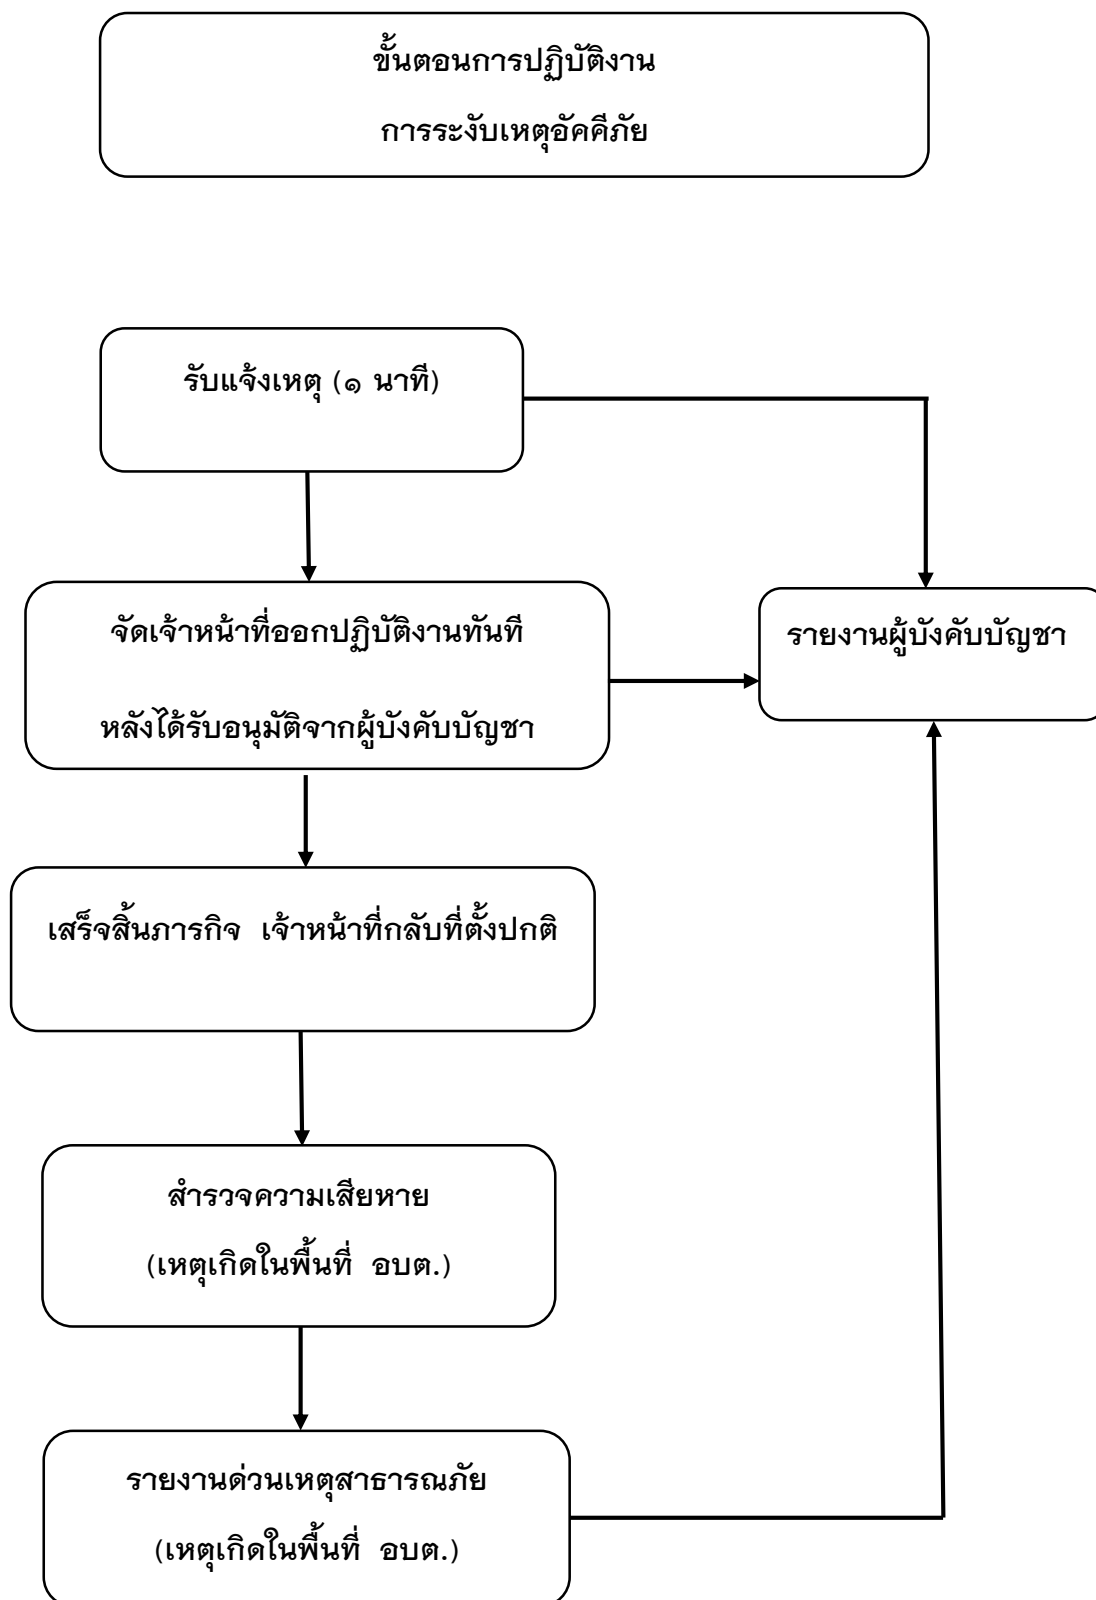 ขั้นตอนการปฏิบัติงาน
การระงับเหตุอัคคีภัย
รับแจ้งเหตุ (๑ นาที)
จัดเจ้าหน้าที่ออกปฏิบัติงานทันที
หลังได้รับอนุมัติจากผู้บังคับบัญชา
รายงานผู้บังคับบัญชา
เสร็จสิ้นภารกิจ เจ้าหน้าที่กลับที่ตั้งปกติ
สำรวจความเสียหาย
(เหตุเกิดในพื้นที่ อบต.)
รายงานด่วนเหตุสาธารณภัย
(เหตุเกิดในพื้นที่ อบต.)